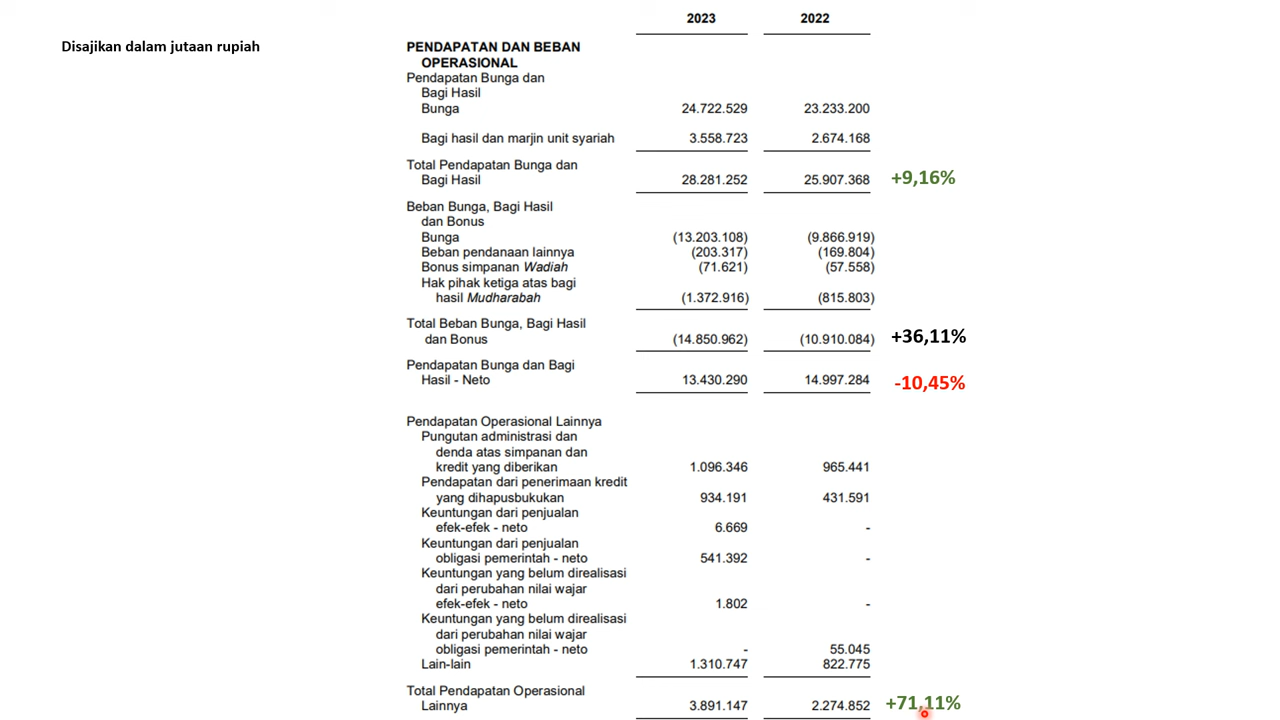 2023 2022
Disajikan dalam jutaan rupiah
PENDAPATAN DAN BEBAN
OPERASIONAL
Pendapatan Bunga dan
Bagi Hasil
Bunga 24.722.529 23.233.200
Bagi hasil dan marjin unit syariah 3.558.723 2.674.168
Total Pendapatan Bunga dan
Bagi Hasil 28.281.252 25.907.368 +9,16%
Beban Bunga, Bagi Hasil
dan Bonus
Bunga (13.203.108) (9.866.919)
Beban pendanaan lainnya (203.317) (169.804)
Bonus simpanan Wadiah (71.621) (57.558)
Hak pihak ketiga atas bagi
hasil Mudharabah (1.372.916) (815.803)
Total Beban Bunga, Bagi Hasil
dan Bonus (14.850.962) (10.910.084) +36,11%
Pendapatan Bunga dan Bagi
Hasil - Neto 13.430.290 14.997.284 -10,45%
Pendapatan Operasional Lainnya
Pungutan administrasi dan
denda atas simpanan dan
kredit yang diberikan 1.096.346 965.441
Pendapatan dari penerimaan kredit
yang dihapusbukukan 934.191 431.591
Keuntungan dari penjualan
efek-efek - neto 6.669 -
Keuntungan dari penjualan
obligasi pemerintah - neto 541.392 -
Keuntungan yang belum direalisasi
dari perubahan nilai wajar
efek-efek - neto 1.802 -
Keuntungan yang belum direalisasi
dari perubahan nilai wajar
obligasi pemerintah - neto - 55.045
Lain-lain 1.310.747 822.775
Total Pendapatan Operasional
Lainnya 3.891.147 2.274.852 +71,11%